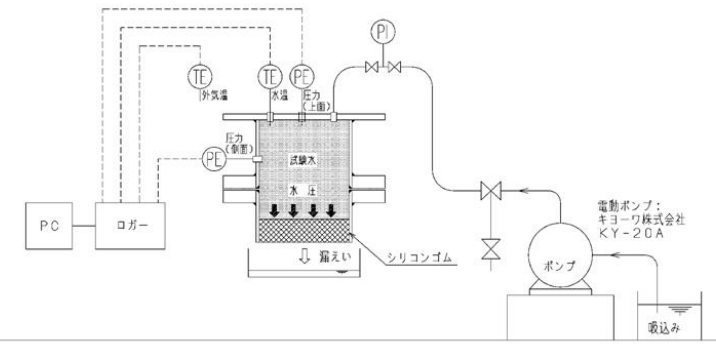 PI
TE
外気温
TE
水温
PE
圧力
(上面)
圧力
(側面)
PE
試験水
水 圧
PC
ロガー
漏えい
シリコンゴム
電動ポンプ：
キヨーワ株式会社
KY-20A
ポンプ
吸込み